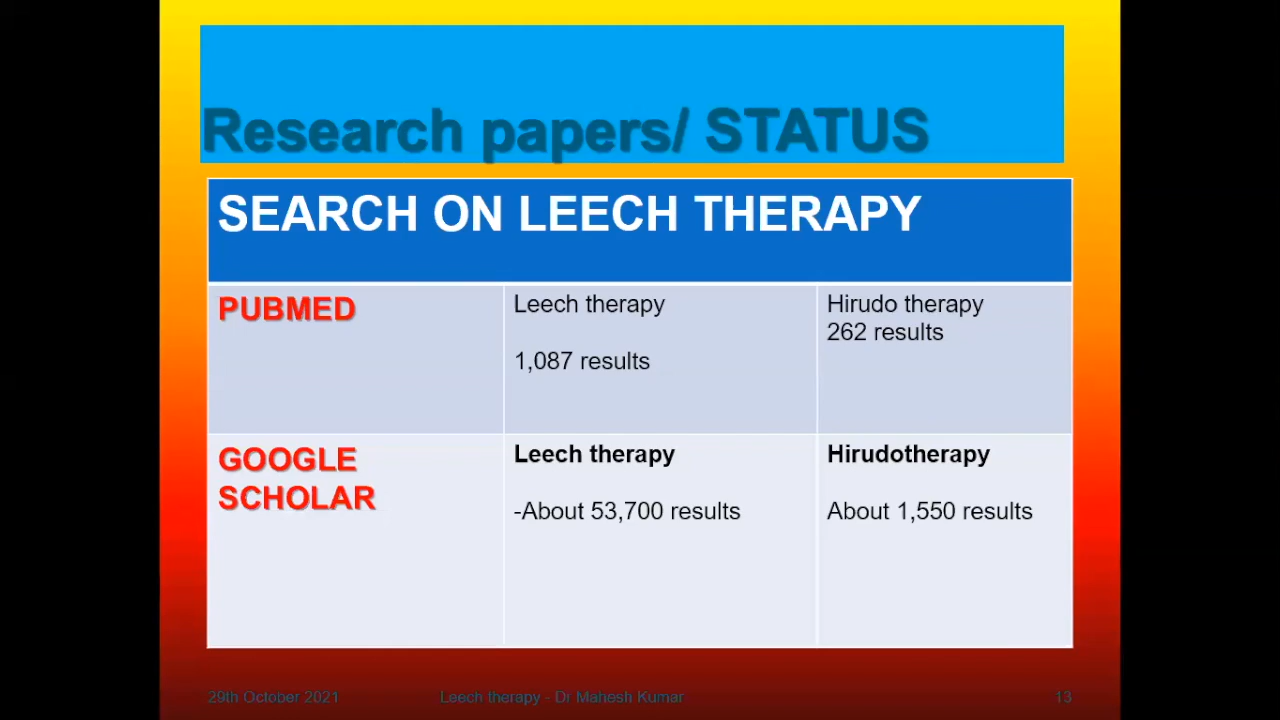 Research papers/ STATUS
SEARCH ON LEECH THERAPY
PUBMED
Leech therapy
1,087 results
Hirudo therapy
262 results
GOOGLE
SCHOLAR
Leech therapy
-About 53,700 results
Hirudotherapy
About 1,550 results
29th October 2021
Leech therapy - Dr Mahesh Kumar
13